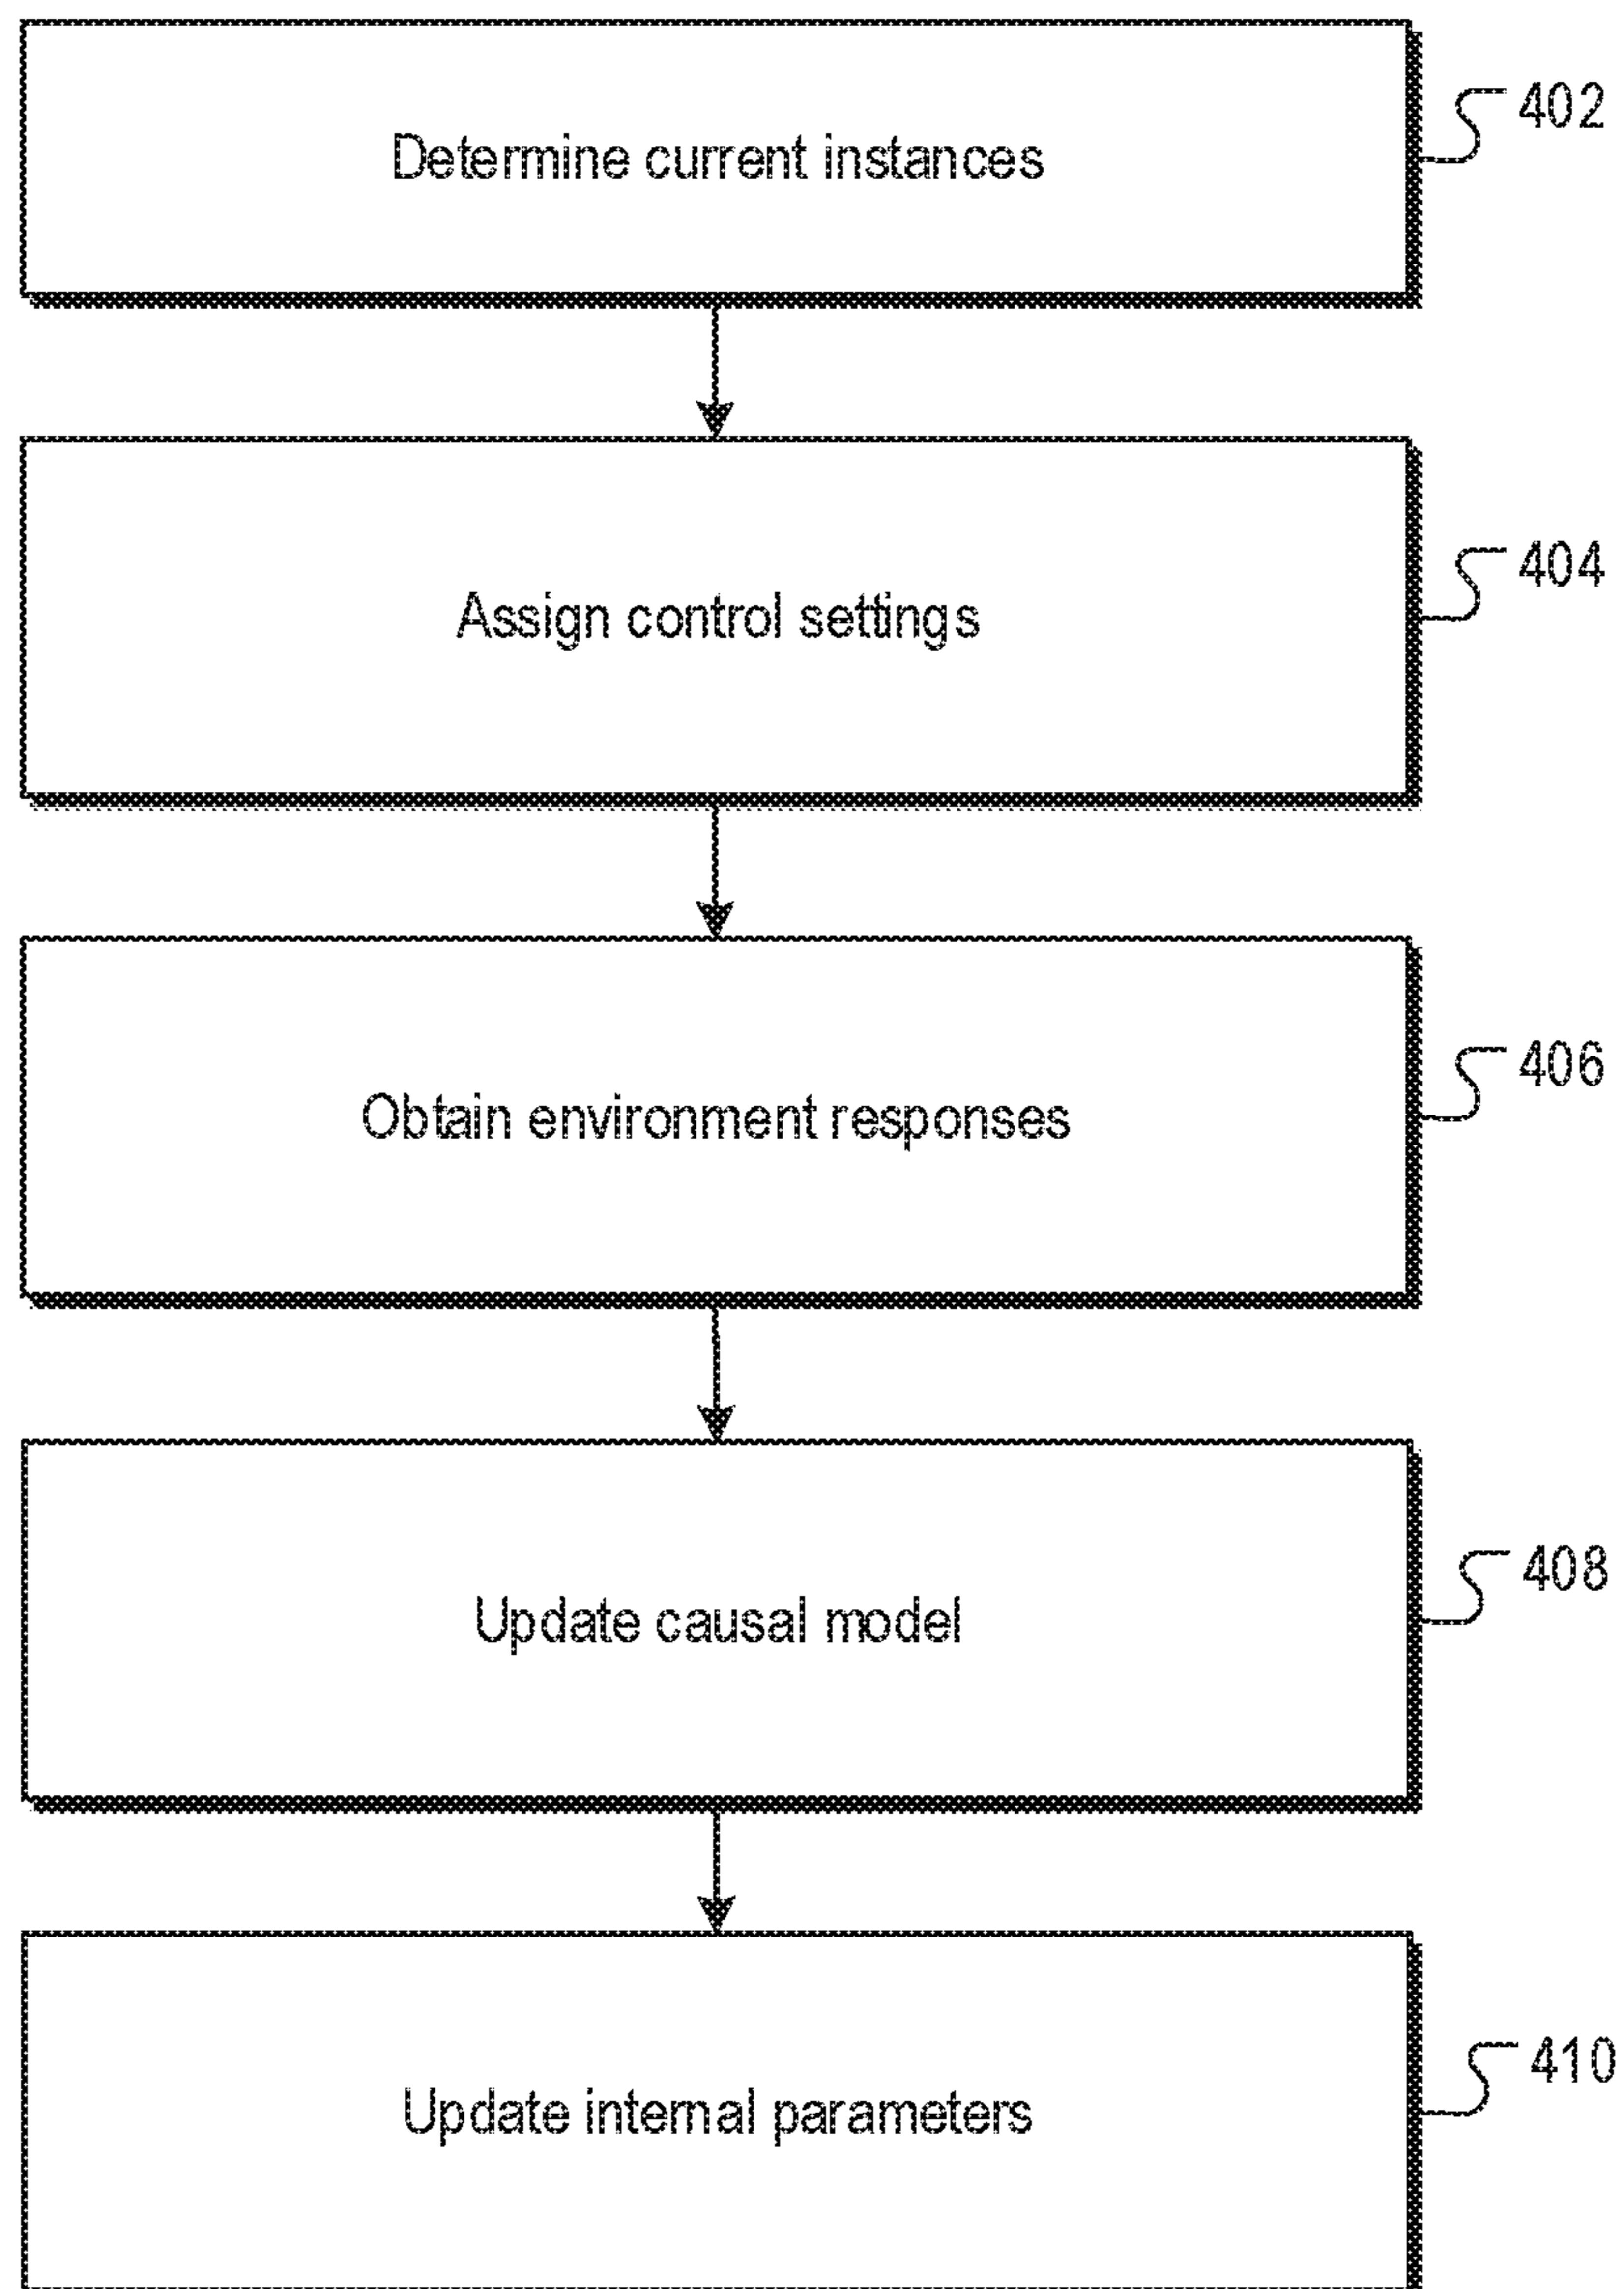 Determine current instances
402
Assign control settings
404
Obtain environment responses
406
Update causal model
408
Update internal parameters
410